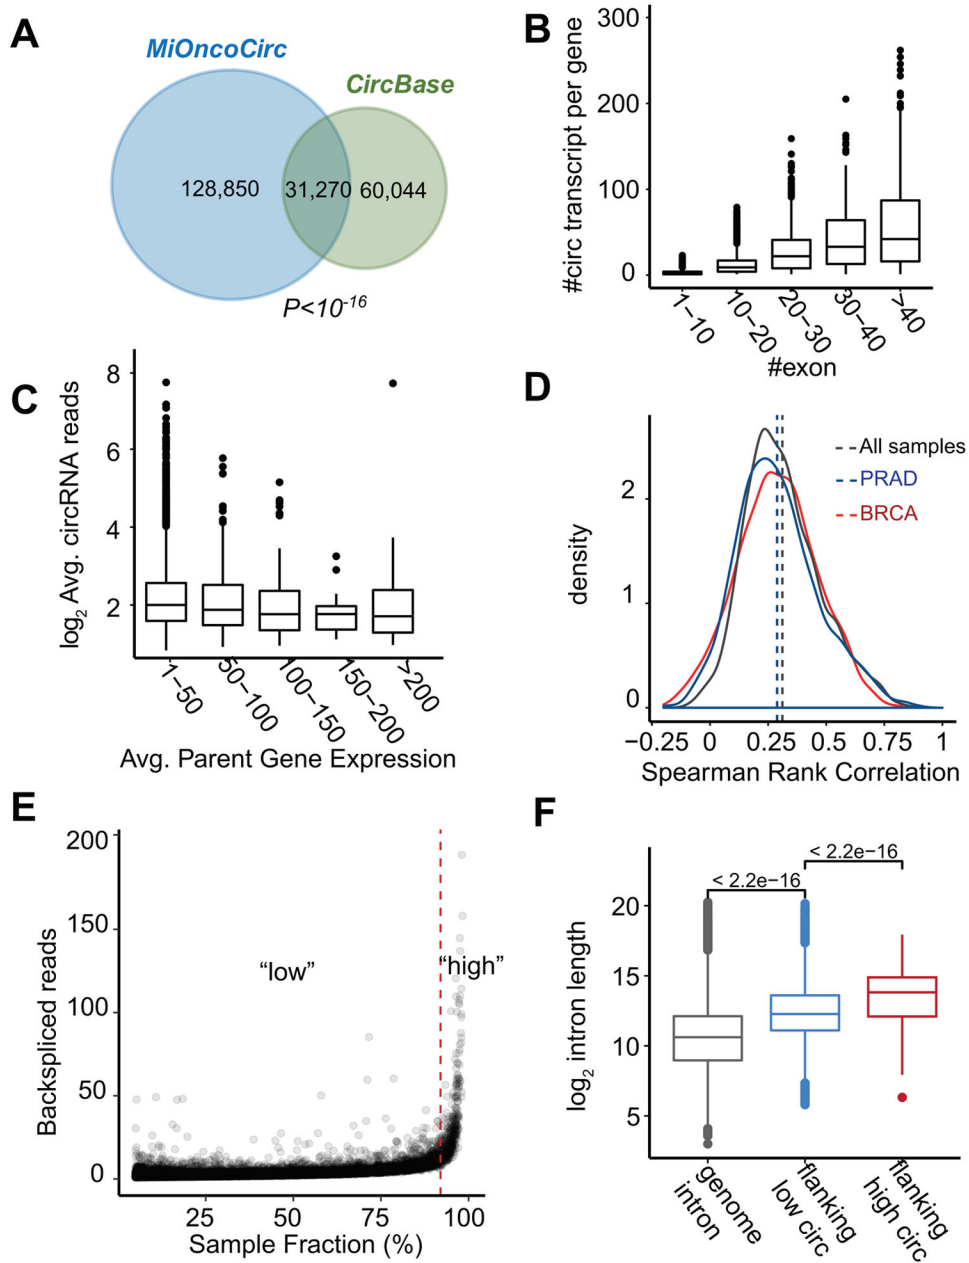 A
MiOncoCirc
CircBase
128,850
31,270
60,044
P<10-16
B
#circ transcript per gene
300
200
100
0
1−10
10−20
20−30
30−40
>40
#exon
C
log2 Avg. circRNA reads
8
6
4
2
1−50
50−100
100−150
150−200
>200
Avg. Parent Gene Expression
D
density
2
1
0
All samples
PRAD
BRCA
−0.25
0
0.25
0.5
0.75
1
Spearman Rank Correlation
E
Backspliced reads
200
150
100
50
0
“low”
“high”
25
50
75
100
Sample Fraction (%)
F
log2 intron length
20
15
10
5
< 2.2e−16
< 2.2e−16
genome
intron
flanking
low circ
flanking
high circ